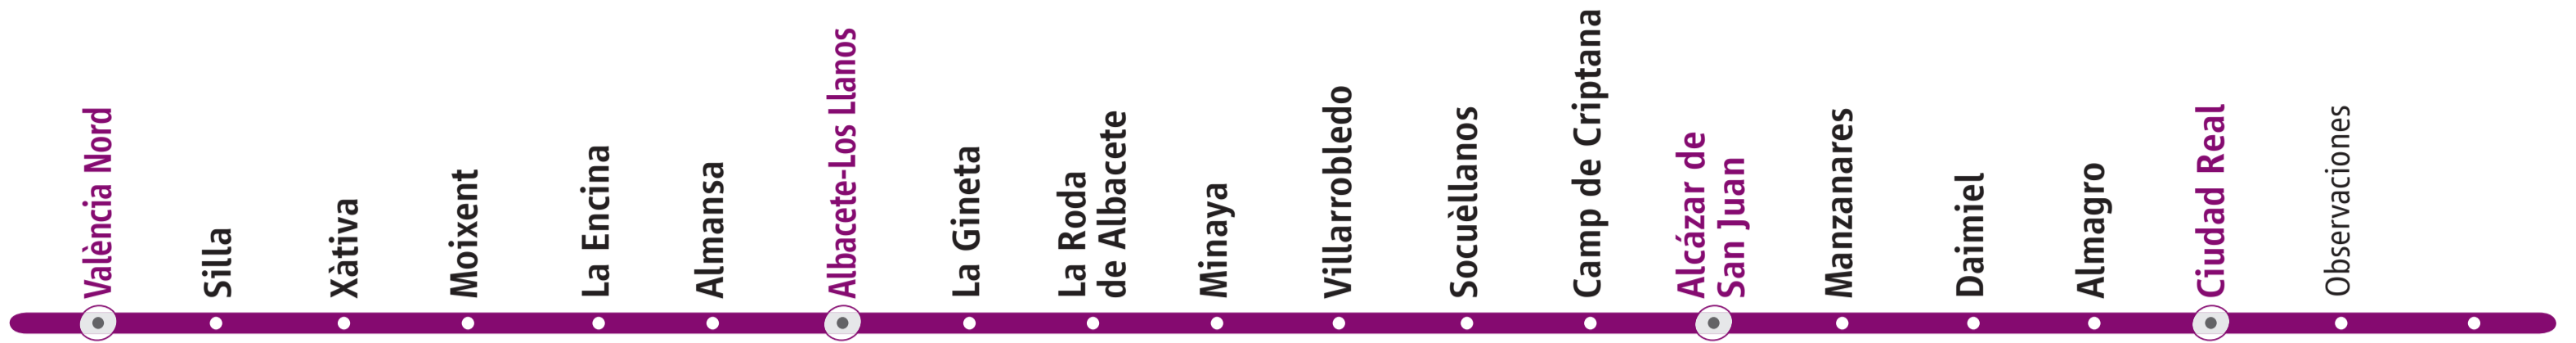 València Nord
Silla
Xàtiva
Moixent
La Encina
Almansa
Albacete-Los Llanos
La Gineta
La Roda
de Albacete
Minaya
Villarrobledo
Socuèllanos
Camp de Criptana
Alcázar de
San Juan
Manzanares
Daimiel
Almagro
Ciudad Real
Observaciones